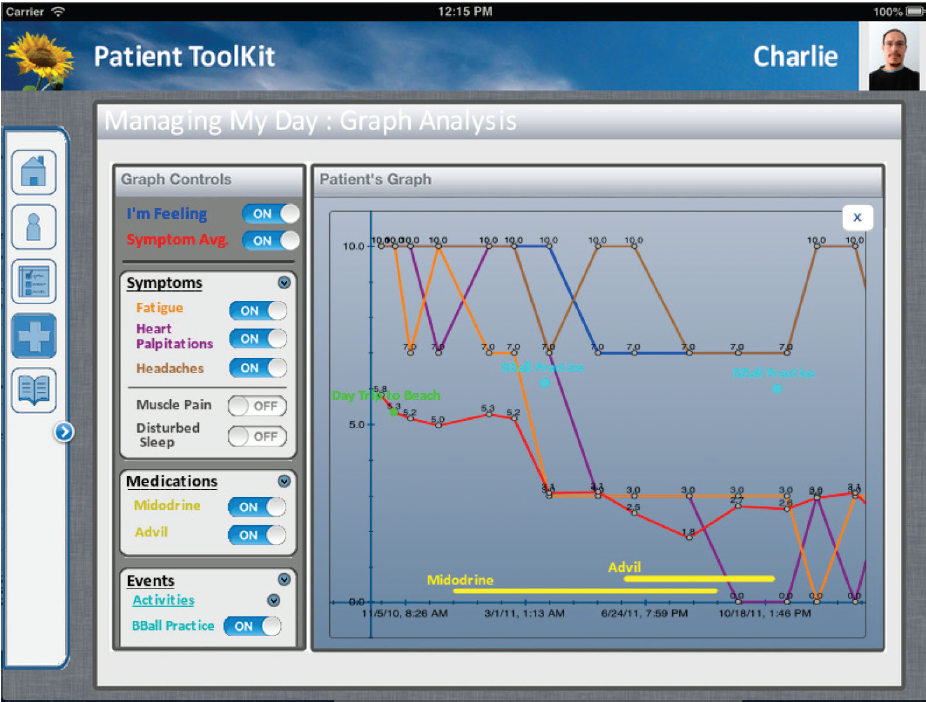 Carrier 12:15 PM 100%
Patient ToolKit Charlie
Managing My Day : Graph Analysis
Graph Controls
I'm Feeling ON
Symptom Avg. ON
Symptoms
Fatigue ON
Heart
Palpitations ON
Headaches ON
Muscle Pain OFF
Disturbed
Sleep OFF
Medications
Midodrine ON
Advil ON
Events
Activities
BBall Practice ON
Patient's Graph
x
10.0 10.0 10.0 10.0 10.0 10.0 10.0 10.0 10.0 10.0 10.0
7.0 7.0 7.0 7.0 7.0 7.0 7.0 7.0 7.0 7.0
BBall Practice BBall Practice
Day Trip to Beach
5.8 5.3 5.2 5.0 5.3 5.2
5.0
3.1 3.1 3.0 3.0 3.0 3.0 3.1
2.5 1.8 2.7 2.6
Midodrine
Advil
0.0 0.0 0.0 0.0 0.0
11/5/10, 8:26 AM 3/1/11, 1:13 AM 6/24/11, 7:59 PM 10/18/11, 1:46 PM